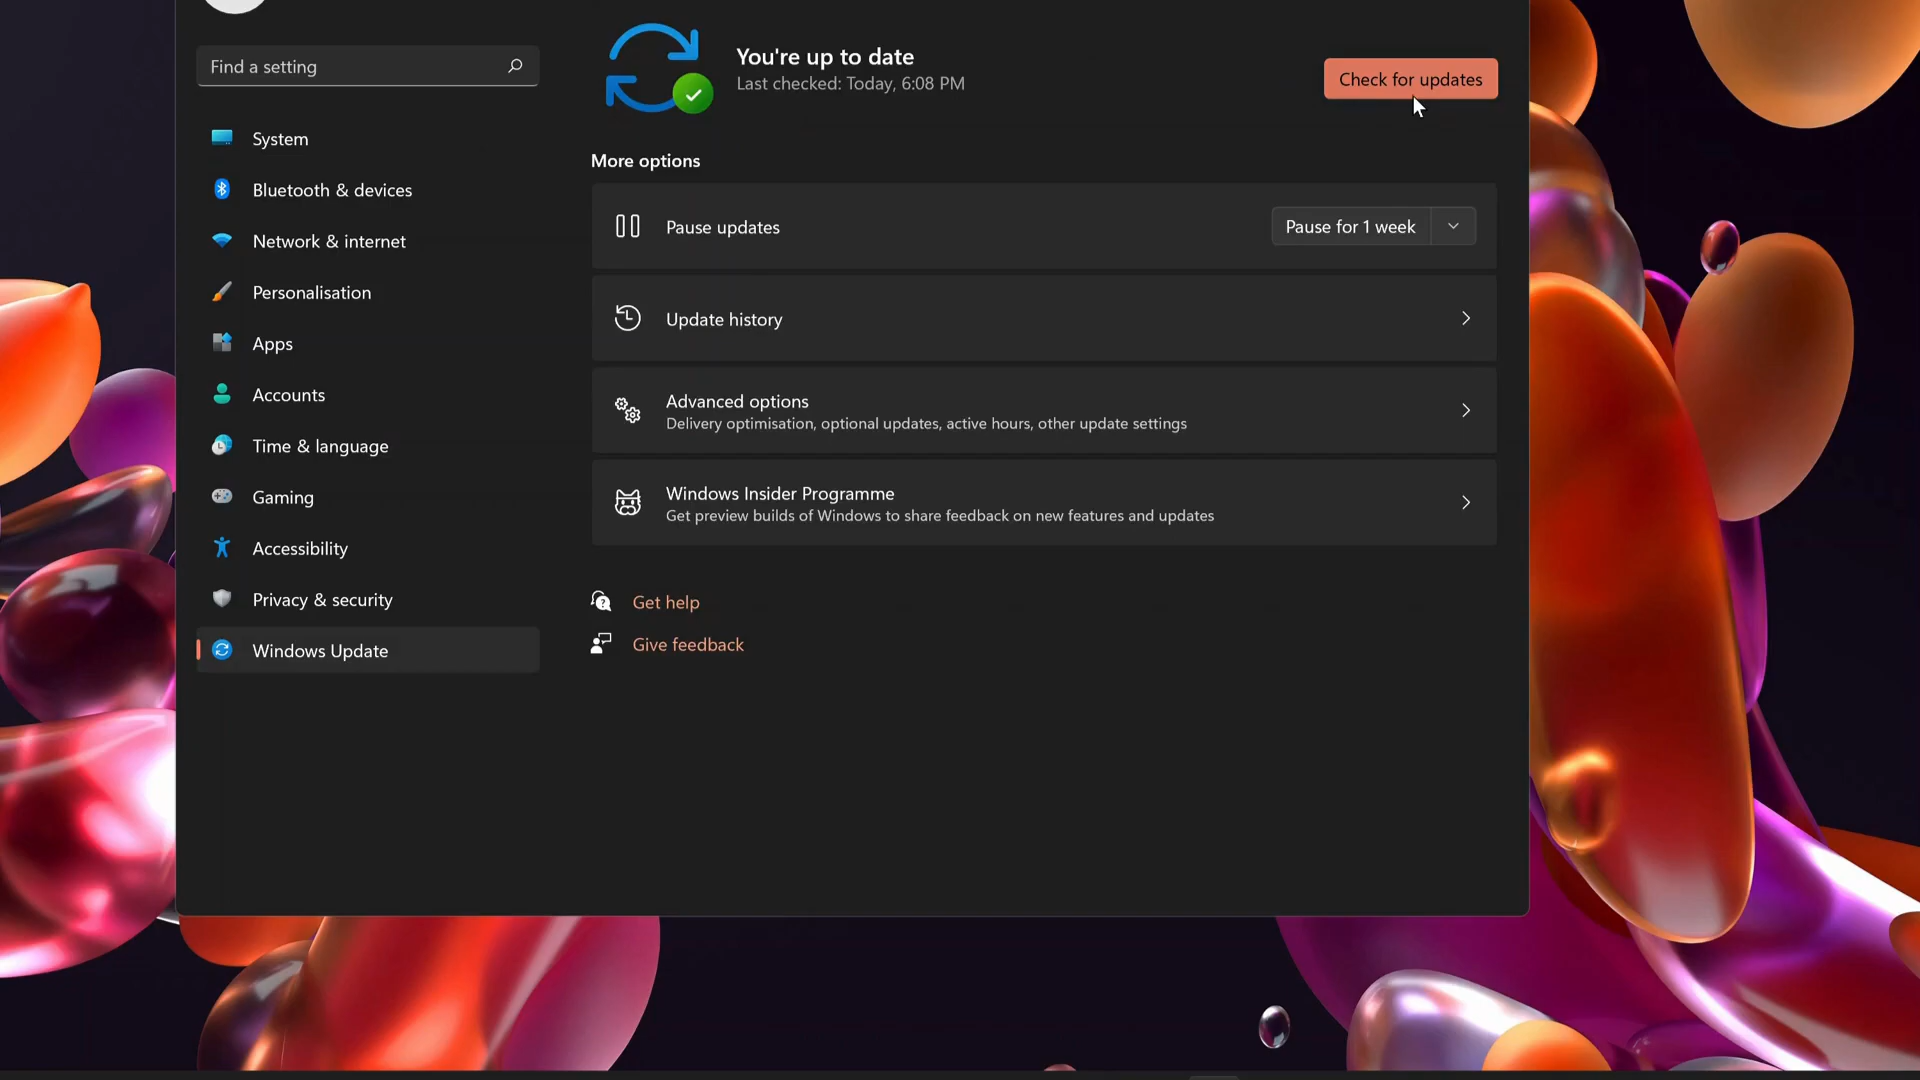 Find a setting
System
Bluetooth & devices
Network & internet
Personalisation
Apps
Accounts
Time & language
Gaming
Accessibility
Privacy & security
Windows Update
You're up to date
Last checked: Today, 6:08 PM
Check for updates
More options
Pause updates
Pause for 1 week
Update history
Advanced options
Delivery optimisation, optional updates, active hours, other update settings
Windows Insider Programme
Get preview builds of Windows to share feedback on new features and updates
Get help
Give feedback